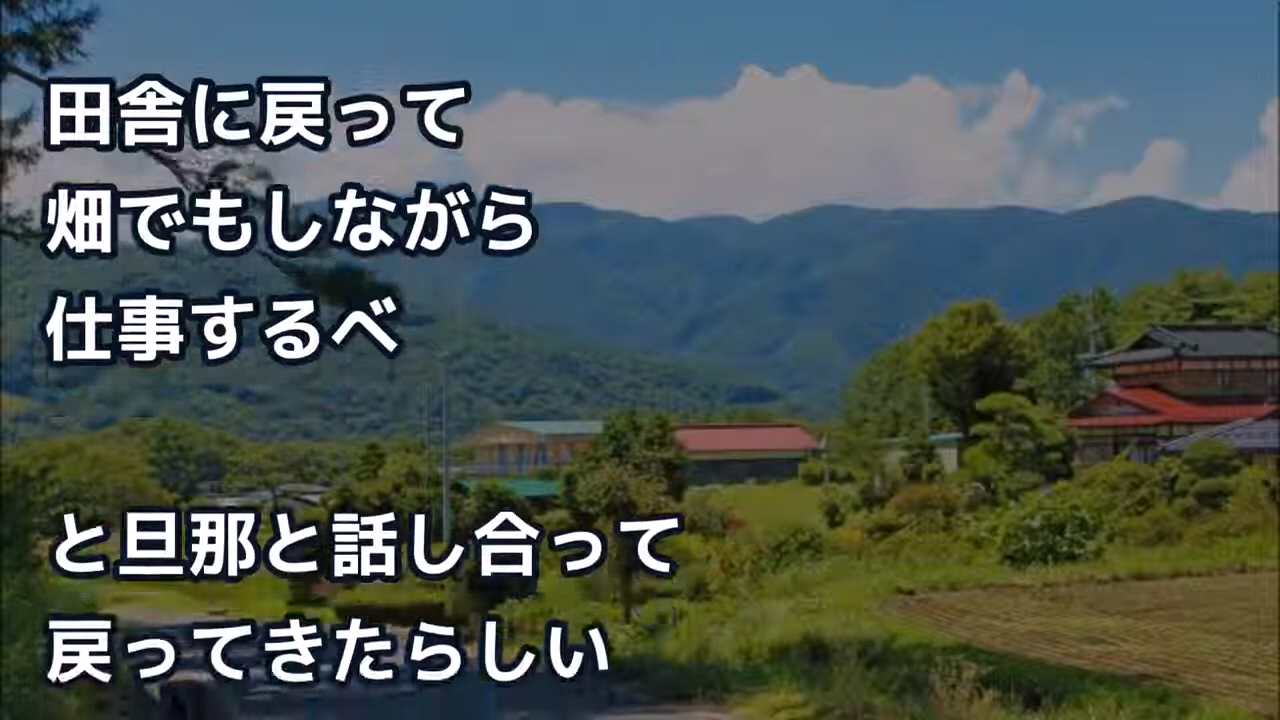 田舎に戻って
畑でもしながら
仕事するべ
と旦那と話し合って
戻ってきたらしい